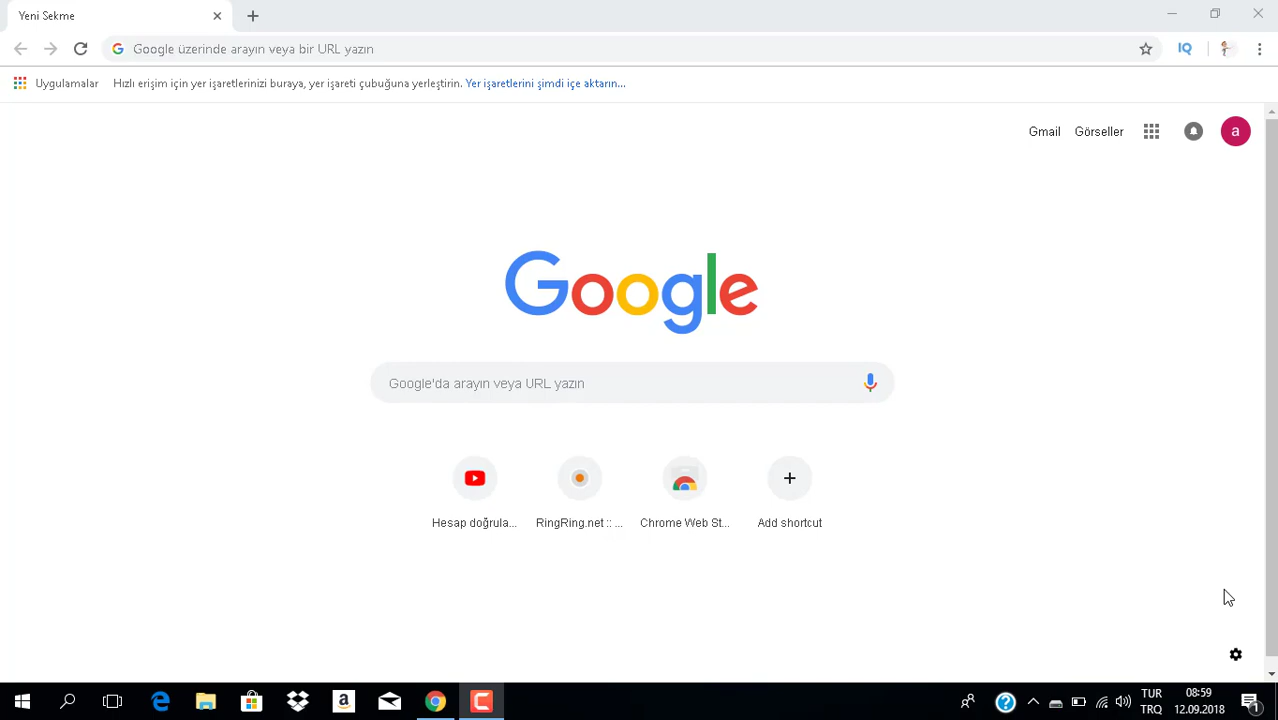 Yeni Sekme
Google üzerinde arayın veya bir URL yazın
IQ
Uygulamalar Hızlı erişim için yer işaretlerinizi buraya, yer işareti çubuğuna yerleştirin. Yer işaretlerini şimdi içe aktarın...
Gmail Görseller a
Google
Google'da arayın veya URL yazın
Hesap doğrula... RingRing.net :: ... Chrome Web St... Add shortcut
TUR 08:59
TRQ 12.09.2018 1